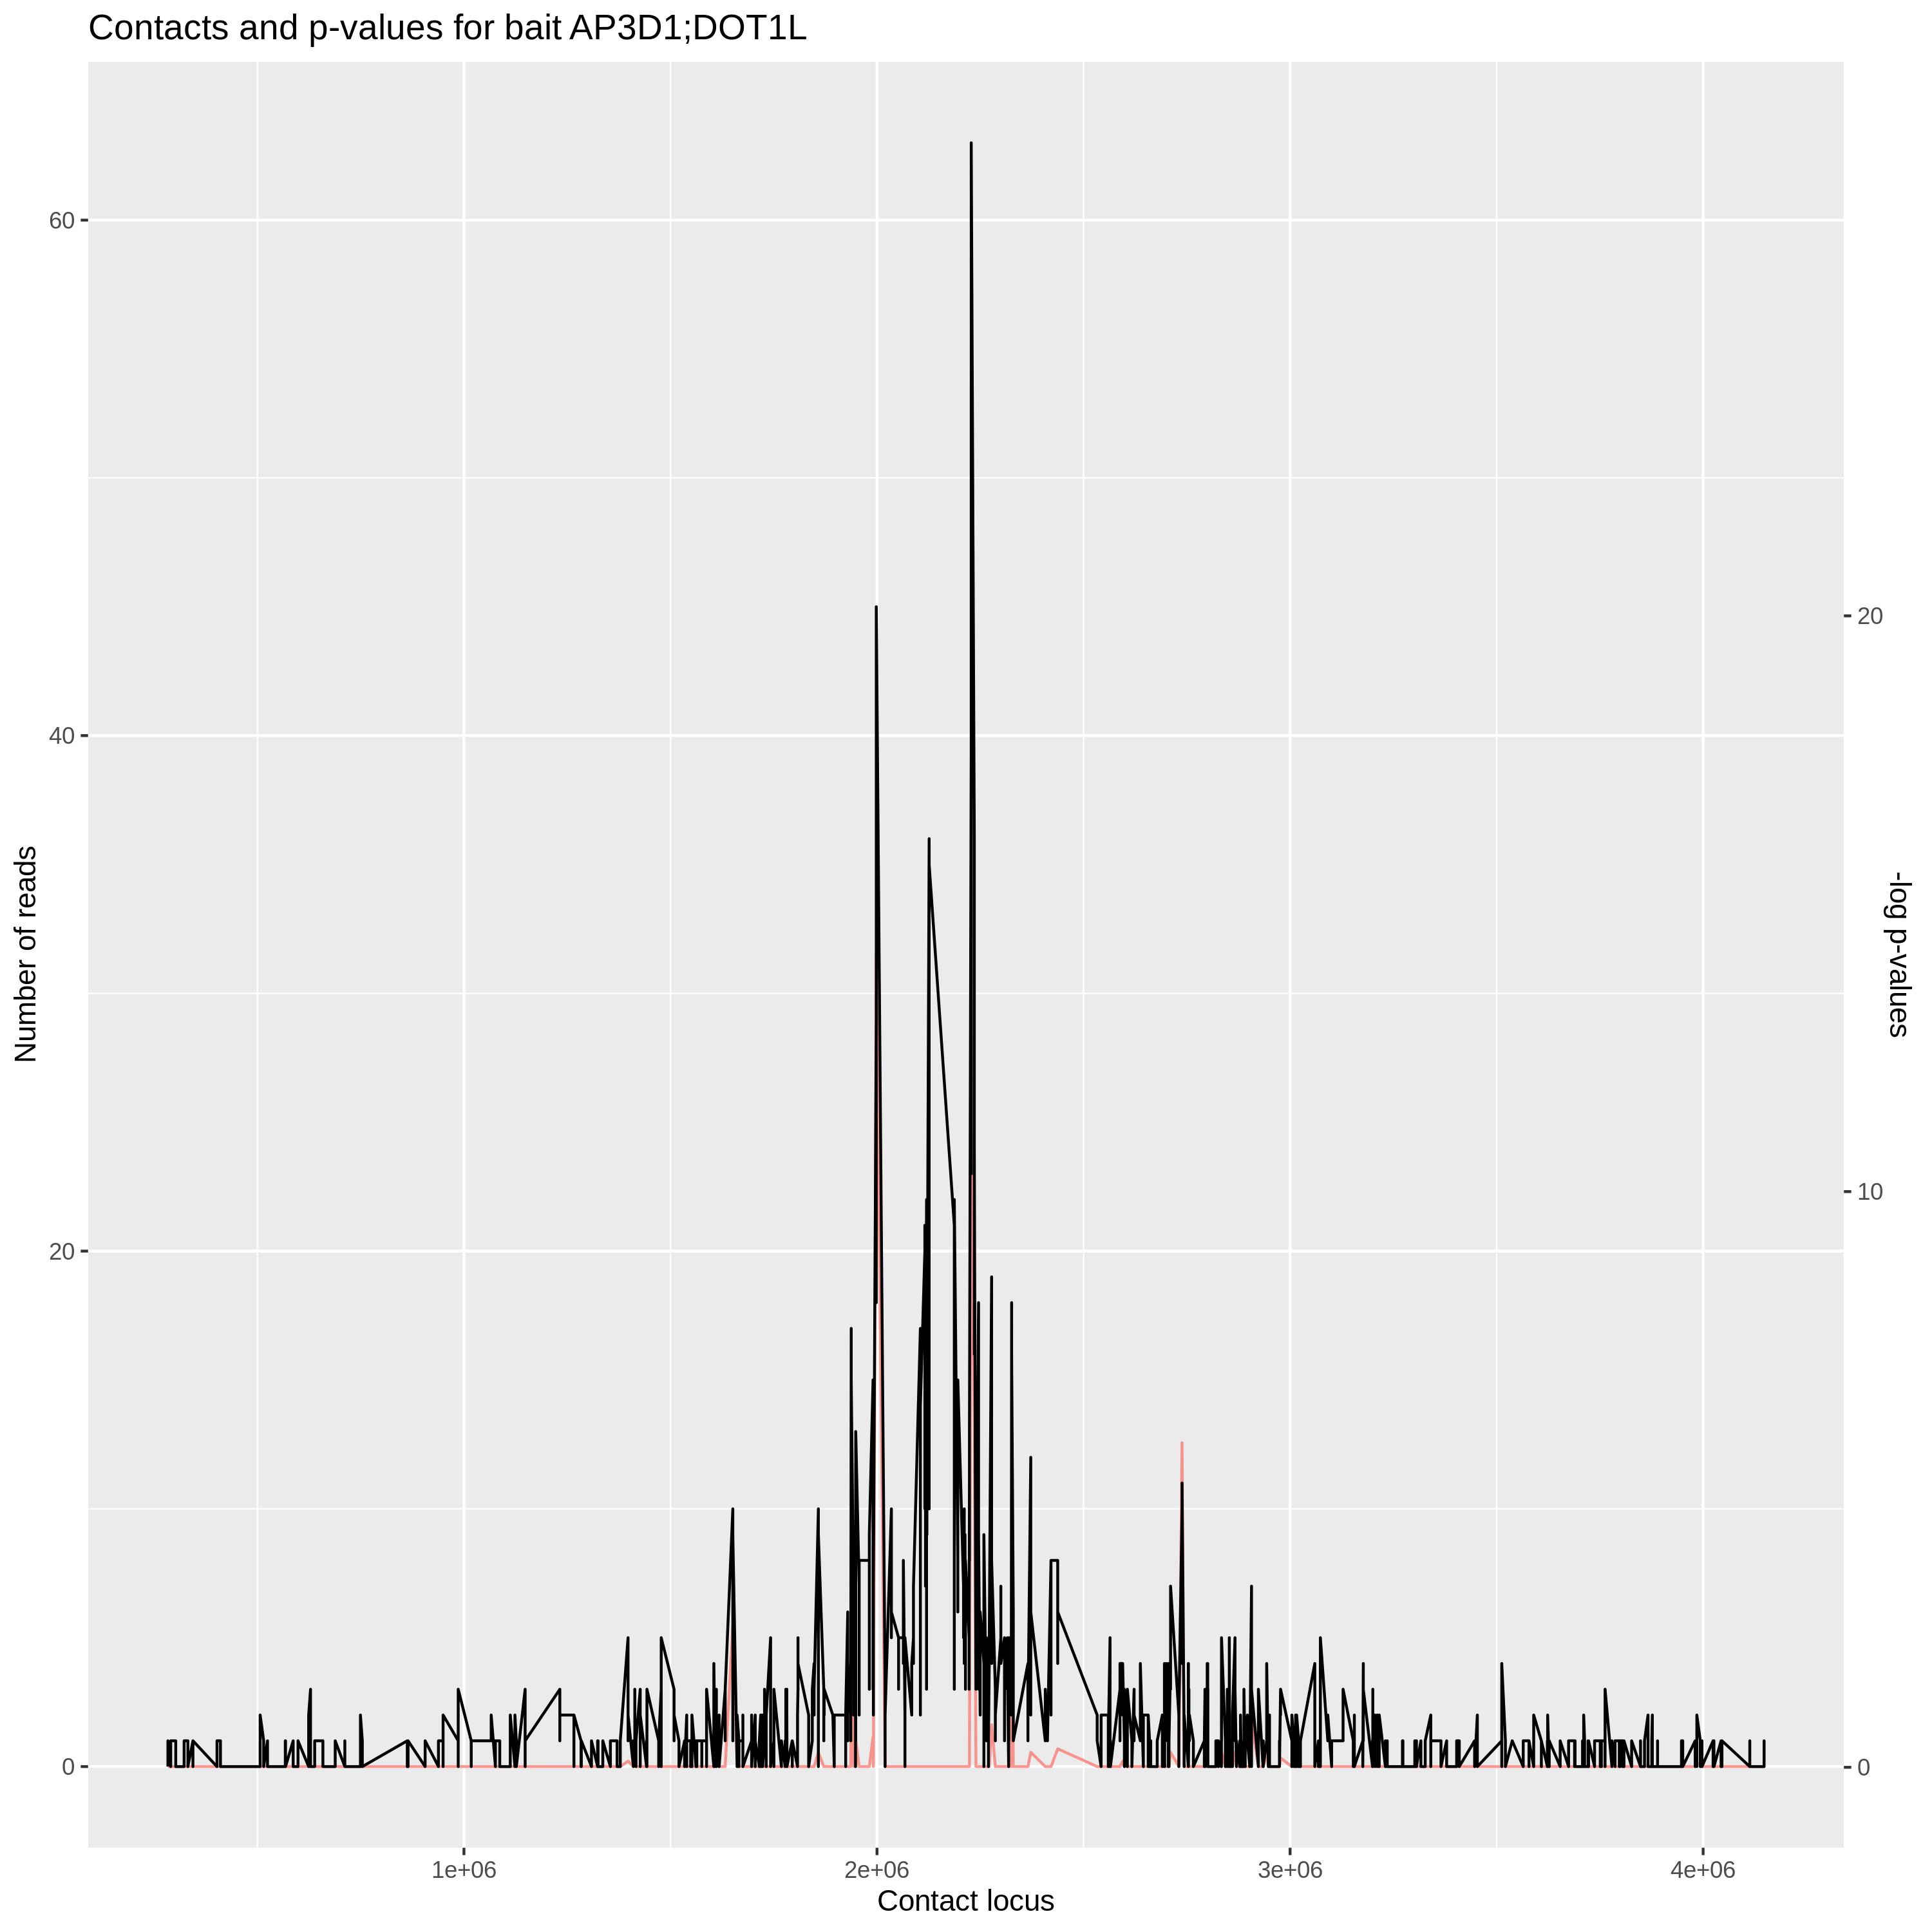 Contacts and p-values for bait AP3D1;DOT1L
60
40
20
0
Number of reads
20
10
0
-log p-values
1e+06
2e+06
3e+06
4e+06
Contact locus